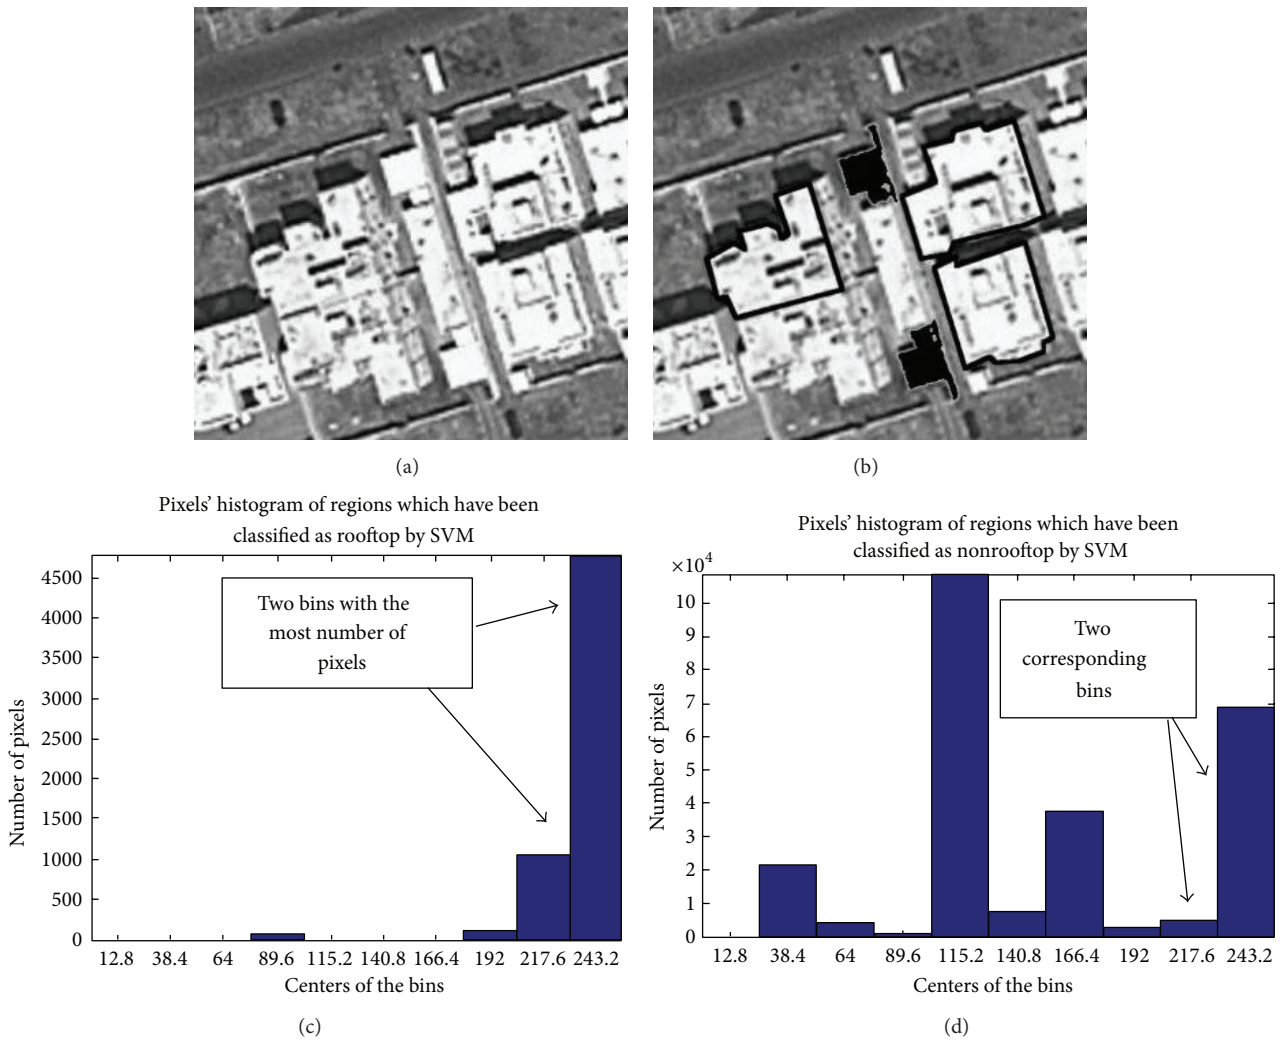 (a)
(b)
Pixels' histogram of regions which have been
classified as rooftop by SVM
4500
4000
3500
3000
2500
2000
1500
1000
500
0
Number of pixels
Two bins with the
most number of
pixels
12.8 38.4 64 89.6 115.2 140.8 166.4 192 217.6 243.2
Centers of the bins
(c)
Pixels' histogram of regions which have been
classified as nonrooftop by SVM
×10⁴
10
9
8
7
6
5
4
3
2
1
0
Number of pixels
Two
corresponding
bins
12.8 38.4 64 89.6 115.2 140.8 166.4 192 217.6 243.2
Centers of the bins
(d)